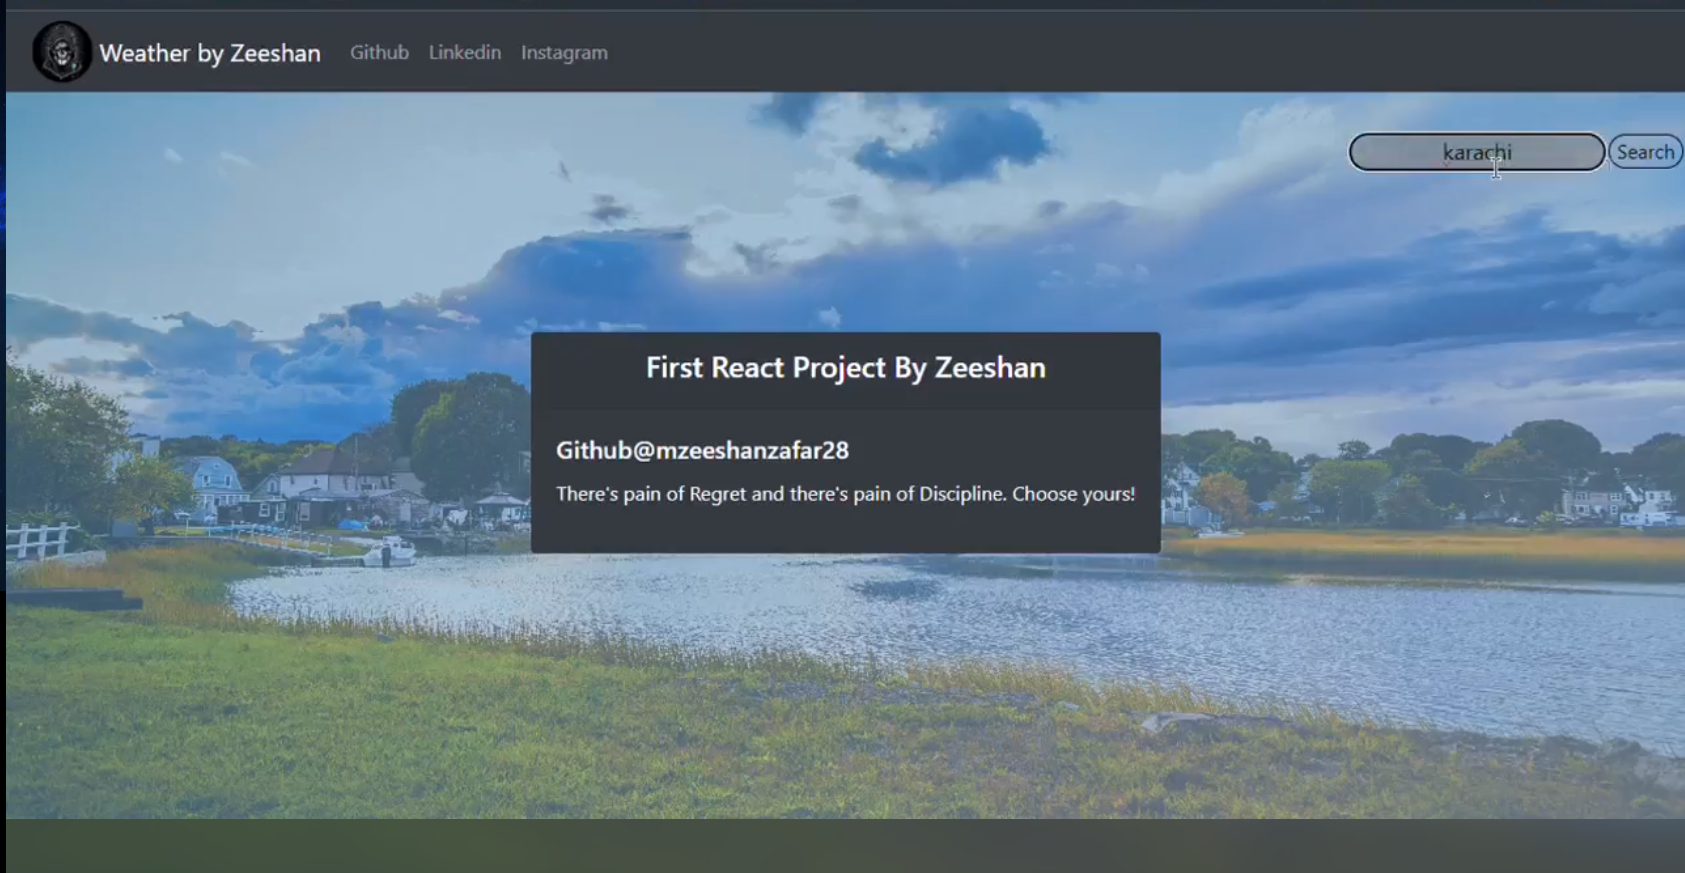 Weather by Zeeshan Github Linkedin Instagram
karachi Search
First React Project By Zeeshan
Github@mzeeshanzafar28
There's pain of Regret and there's pain of Discipline. Choose yours!